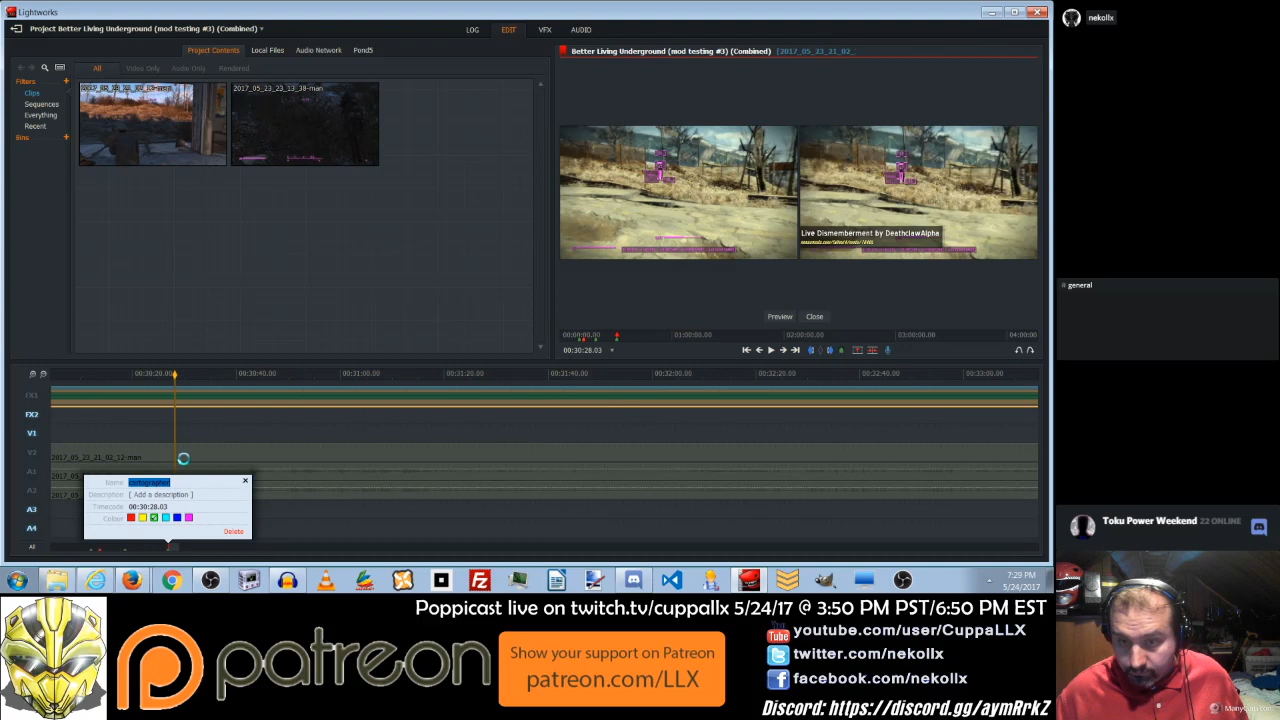 Lightworks
nekollx
Project Better Living Underground (mod testing #3) (Combined)
LOG EDIT VFX AUDIO
Project Contents Local Files Audio Network Pond5
Better Living Underground (mod testing #3) (Combined) [2017_05_23_21_02_
All Video Only Audio Only Rendered
Filters +
Clips
Sequences
Everything
Recent
Bins +
2017_05_23_23_13_38-man
Live Dismemberment by DeathclawAlpha
# general
Preview Close
00:00:00.00 01:00:00.00 02:00:00.00 03:00:00.00 04:00:00
00:30:28.03
00:30:20.00 00:30:40.00 00:31:00.00 00:31:20.00 00:31:40.00 00:32:00.00 00:32:20.00 00:32:40.00 00:33:00.00
FX1
FX2
V1
V2 2017_05_23_21_02_12-man
A1 2017_05
A2 2017_05
A3
A4
All
Name cartographer
Description [ Add a description ]
Timecode 00:30:28.03
Colour
Delete
Toku Power Weekend 22 ONLINE
7:29 PM
5/24/2017
Poppicast live on twitch.tv/cuppallx 5/24/17 @ 3:50 PM PST/6:50 PM EST
patreon
Show your support on Patreon
patreon.com/LLX
You Tube youtube.com/user/CuppaLLX
twitter.com/nekollx
facebook.com/nekollx
Discord: https://discord.gg/aymRrkZ